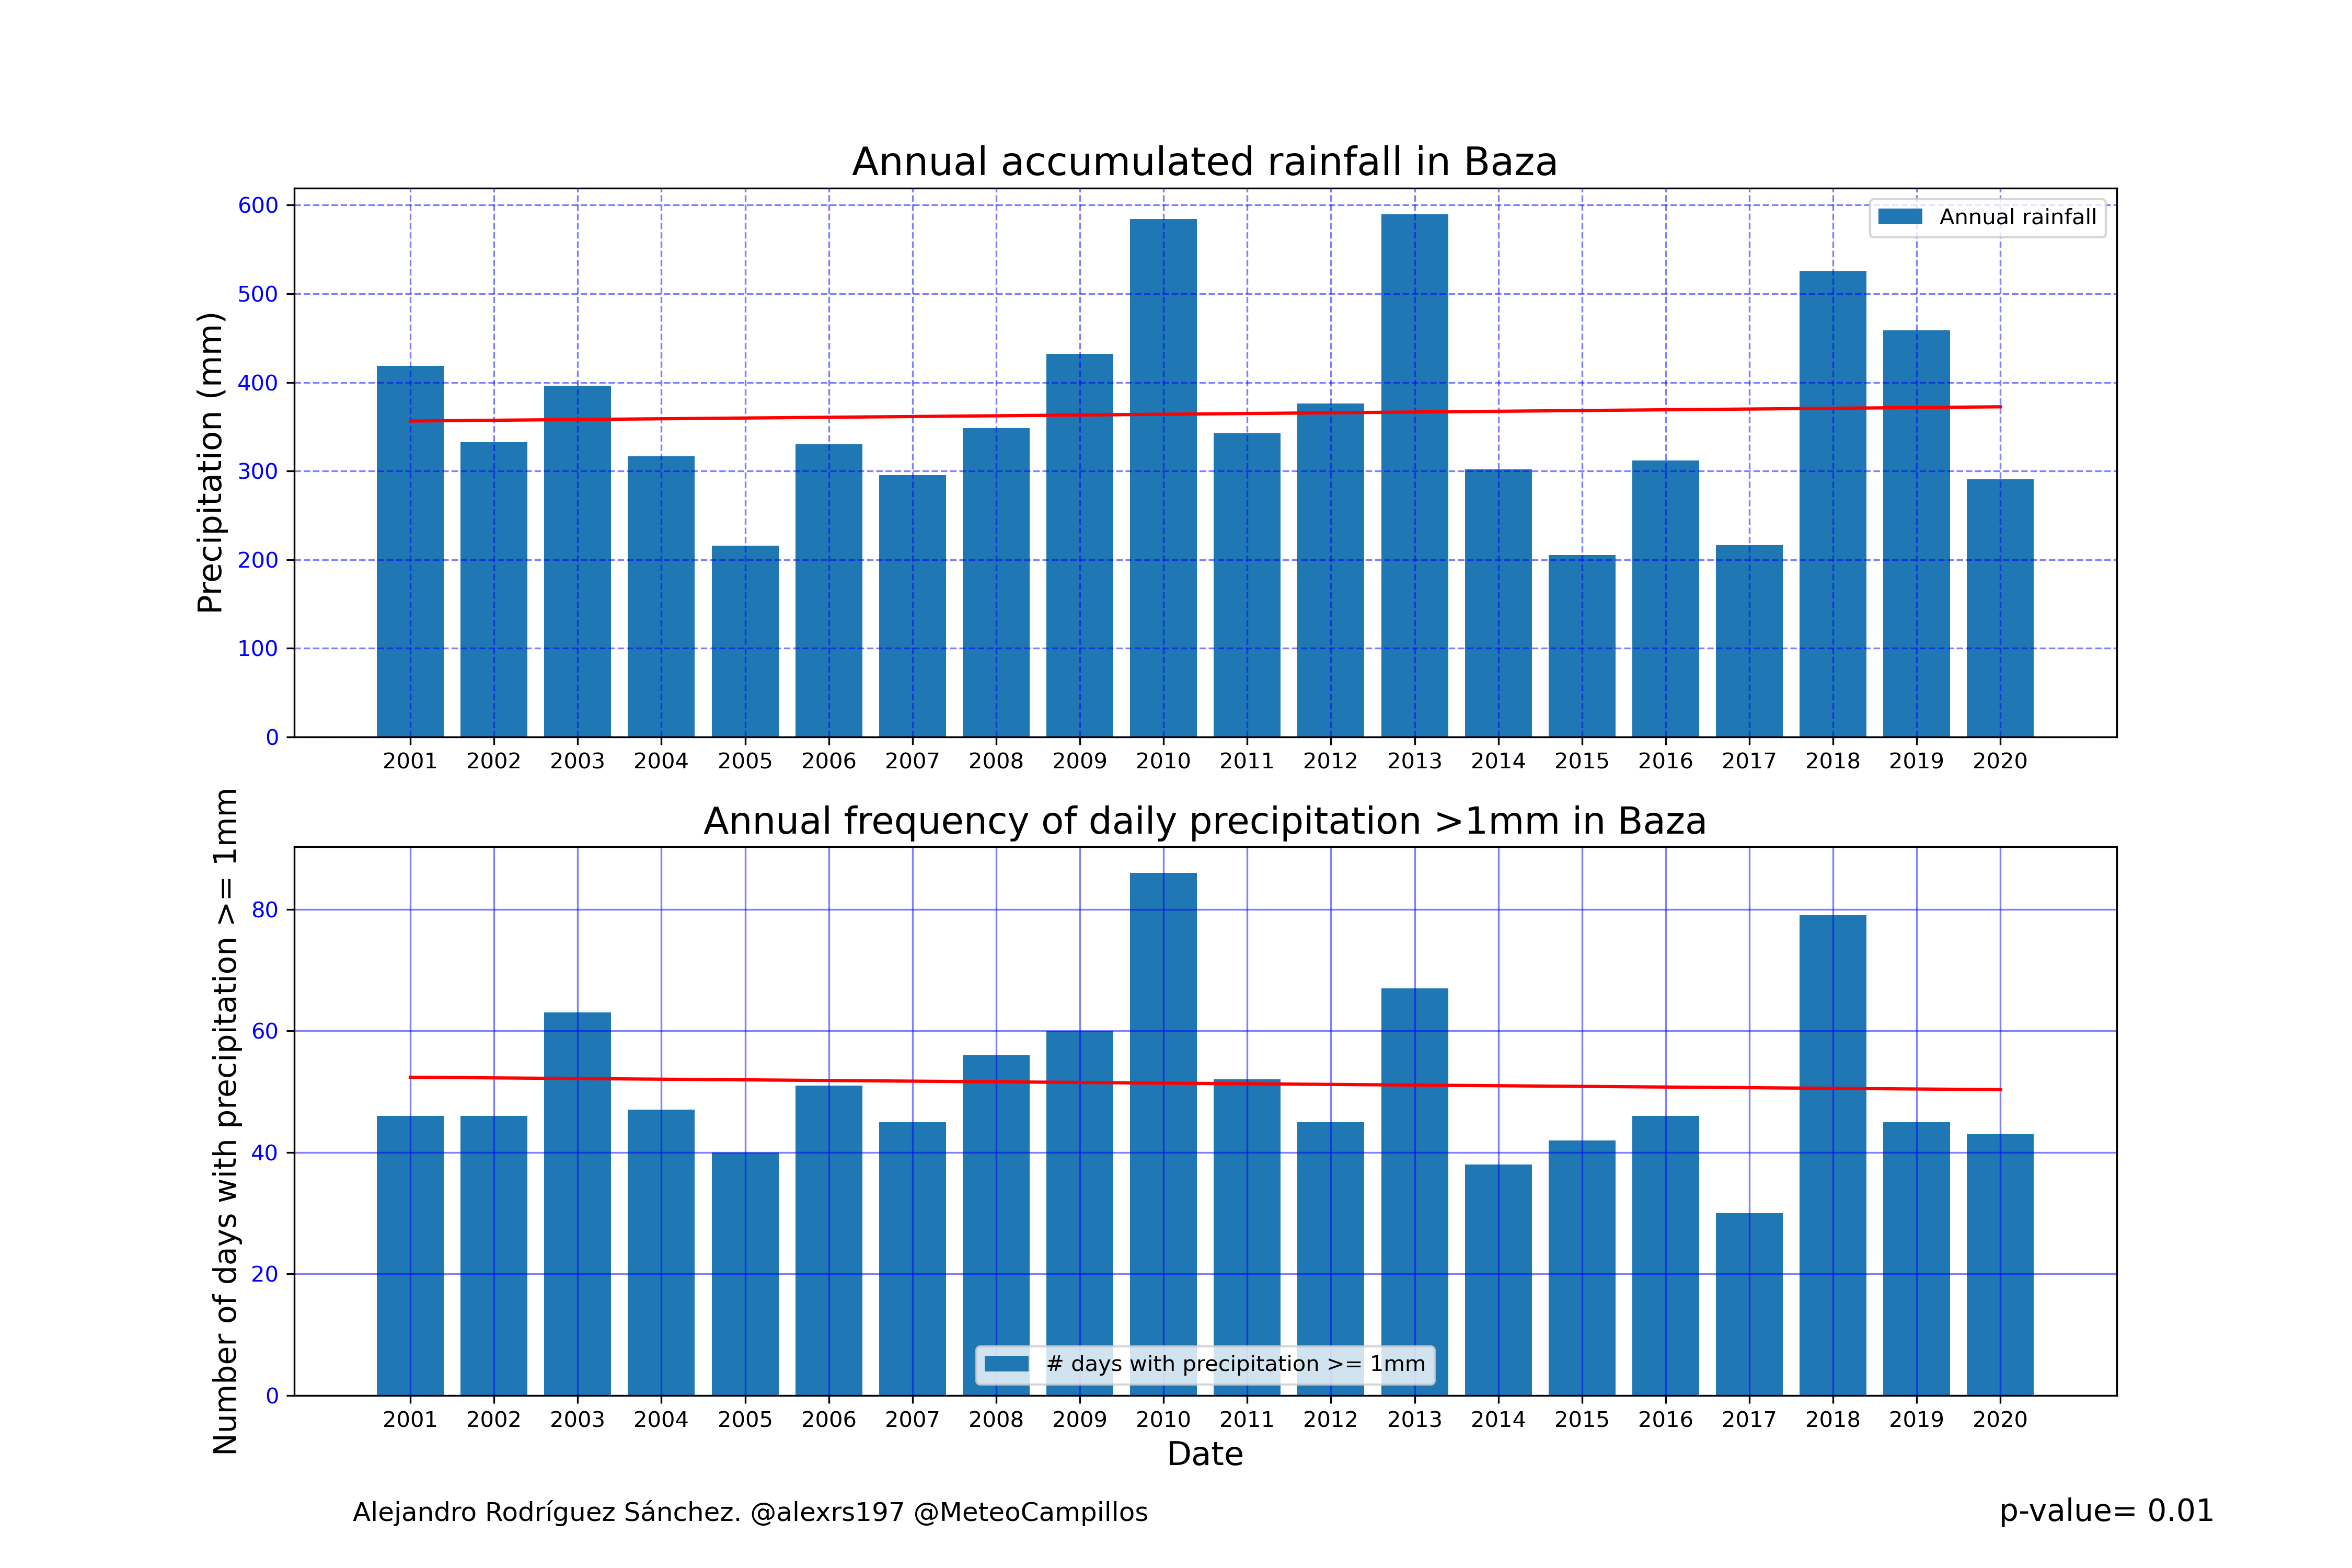 Annual accumulated rainfall in Baza
Precipitation (mm)
600
500
400
300
200
100
0
Annual rainfall
2001 2002 2003 2004 2005 2006 2007 2008 2009 2010 2011 2012 2013 2014 2015 2016 2017 2018 2019 2020
Annual frequency of daily precipitation >1mm in Baza
Number of days with precipitation >= 1mm
80
60
40
20
0
# days with precipitation >= 1mm
2001 2002 2003 2004 2005 2006 2007 2008 2009 2010 2011 2012 2013 2014 2015 2016 2017 2018 2019 2020
Date
Alejandro Rodríguez Sánchez. @alexrs197 @MeteoCampillos
p-value= 0.01